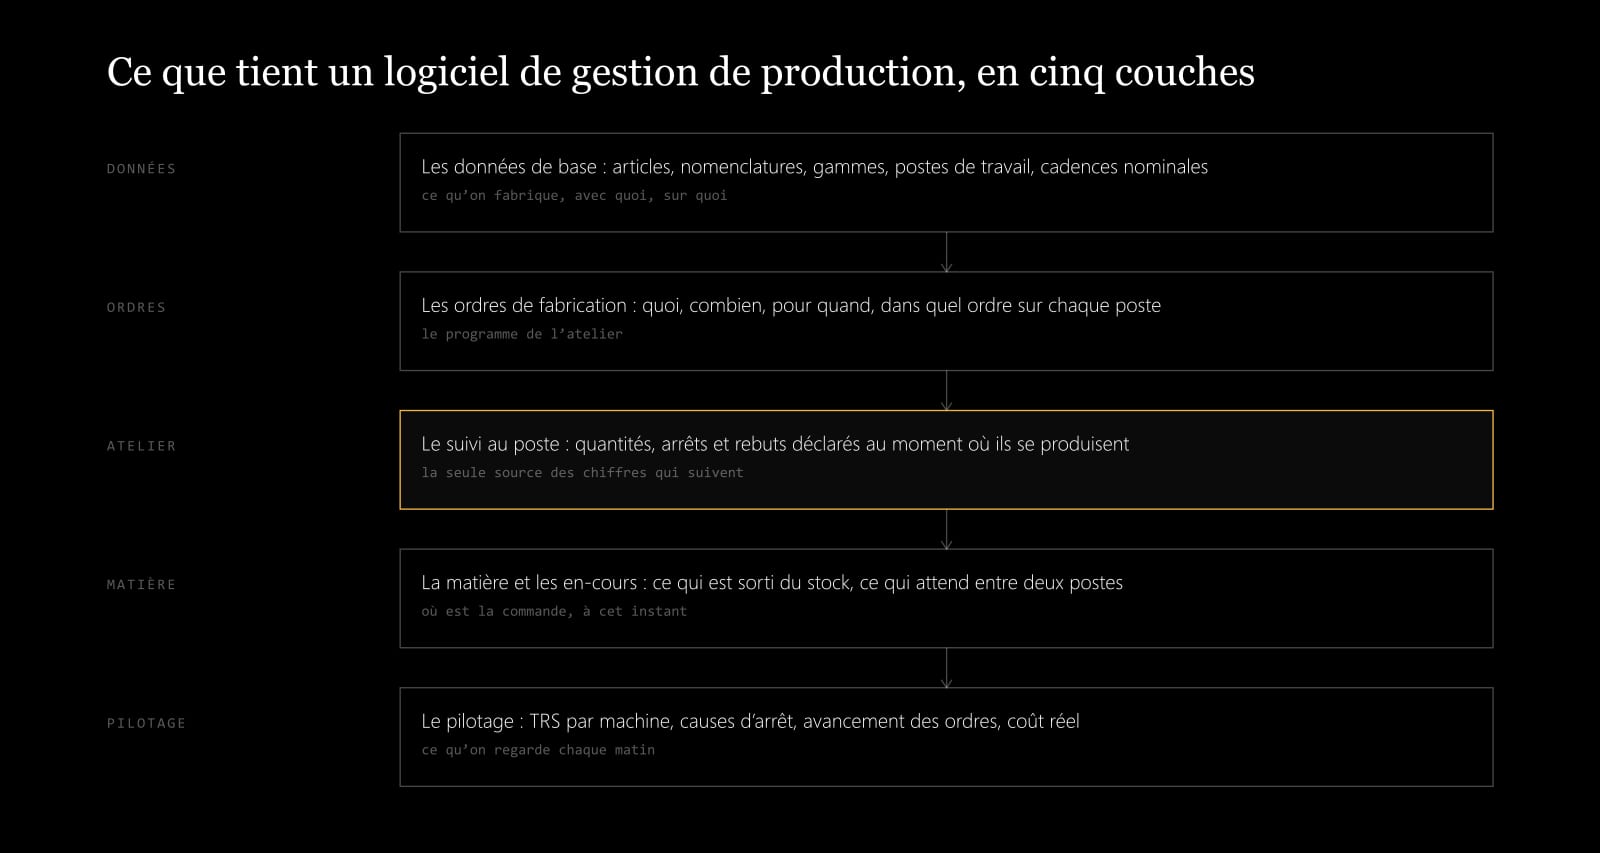 Ce que tient un logiciel de gestion de production, en cinq couches
DONNÉES
Les données de base : articles, nomenclatures, gammes, postes de travail, cadences nominales
ce qu’on fabrique, avec quoi, sur quoi
ORDRES
Les ordres de fabrication : quoi, combien, pour quand, dans quel ordre sur chaque poste
le programme de l’atelier
ATELIER
Le suivi au poste : quantités, arrêts et rebuts déclarés au moment où ils se produisent
la seule source des chiffres qui suivent
MATIÈRE
La matière et les en-cours : ce qui est sorti du stock, ce qui attend entre deux postes
où est la commande, à cet instant
PILOTAGE
Le pilotage : TRS par machine, causes d’arrêt, avancement des ordres, coût réel
ce qu’on regarde chaque matin